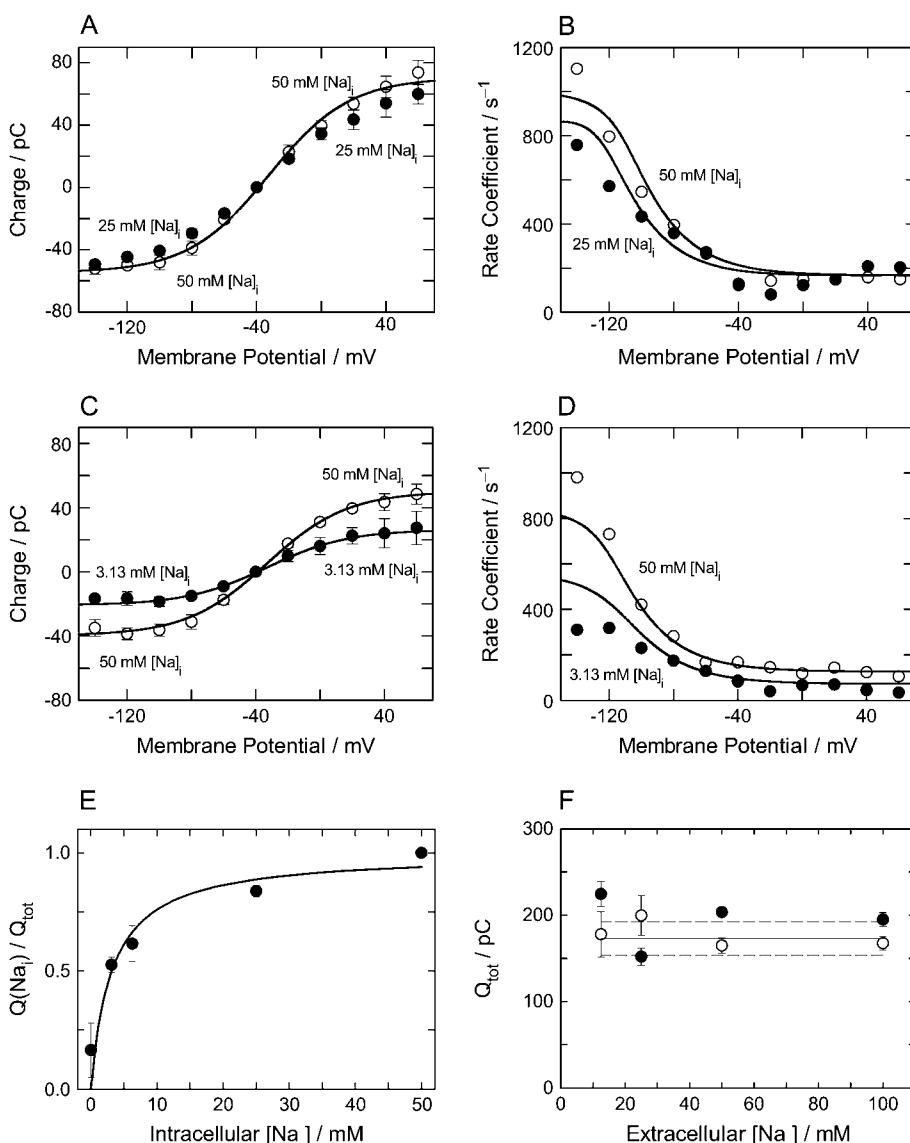 A
80
40
0
-40
-80
Charge / pC
50 mM [Na]i
25 mM [Na]i
25 mM [Na]i
50 mM [Na]i
-120
-40
40
Membrane Potential / mV
B
1200
800
400
0
Rate Coefficient / s-1
50 mM [Na]i
25 mM [Na]i
-120
-40
40
Membrane Potential / mV
C
80
40
0
-40
-80
Charge / pC
50 mM [Na]i
3.13 mM [Na]i
3.13 mM [Na]i
50 mM [Na]i
-120
-40
40
Membrane Potential / mV
D
1200
800
400
0
Rate Coefficient / s-1
50 mM [Na]i
3.13 mM [Na]i
-120
-40
40
Membrane Potential / mV
E
1.0
0.5
0.0
Q(Nai) / Qtot
0
10
20
30
40
50
Intracellular [Na ] / mM
F
300
200
100
0
Qtot / pC
0
20
40
60
80
100
Extracellular [Na ] / mM